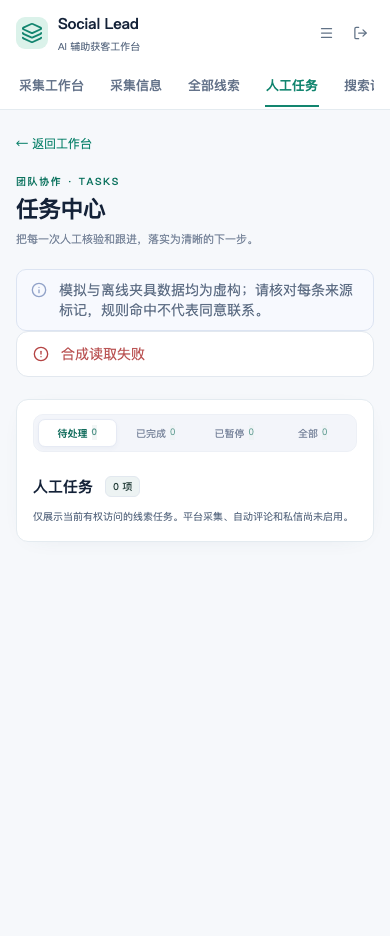 Social Lead
AI 辅助获客工作台
采集工作台 采集信息 全部线索 人工任务 搜索
← 返回工作台
团队协作 · TASKS
任务中心
把每一次人工核验和跟进，落实为清晰的下一步。
模拟与离线夹具数据均为虚构；请核对每条来源
标记，规则命中不代表同意联系。
合成读取失败
待处理 0 已完成 0 已暂停 0 全部 0
人工任务 0 项
仅展示当前有权访问的线索任务。平台采集、自动评论和私信尚未启用。